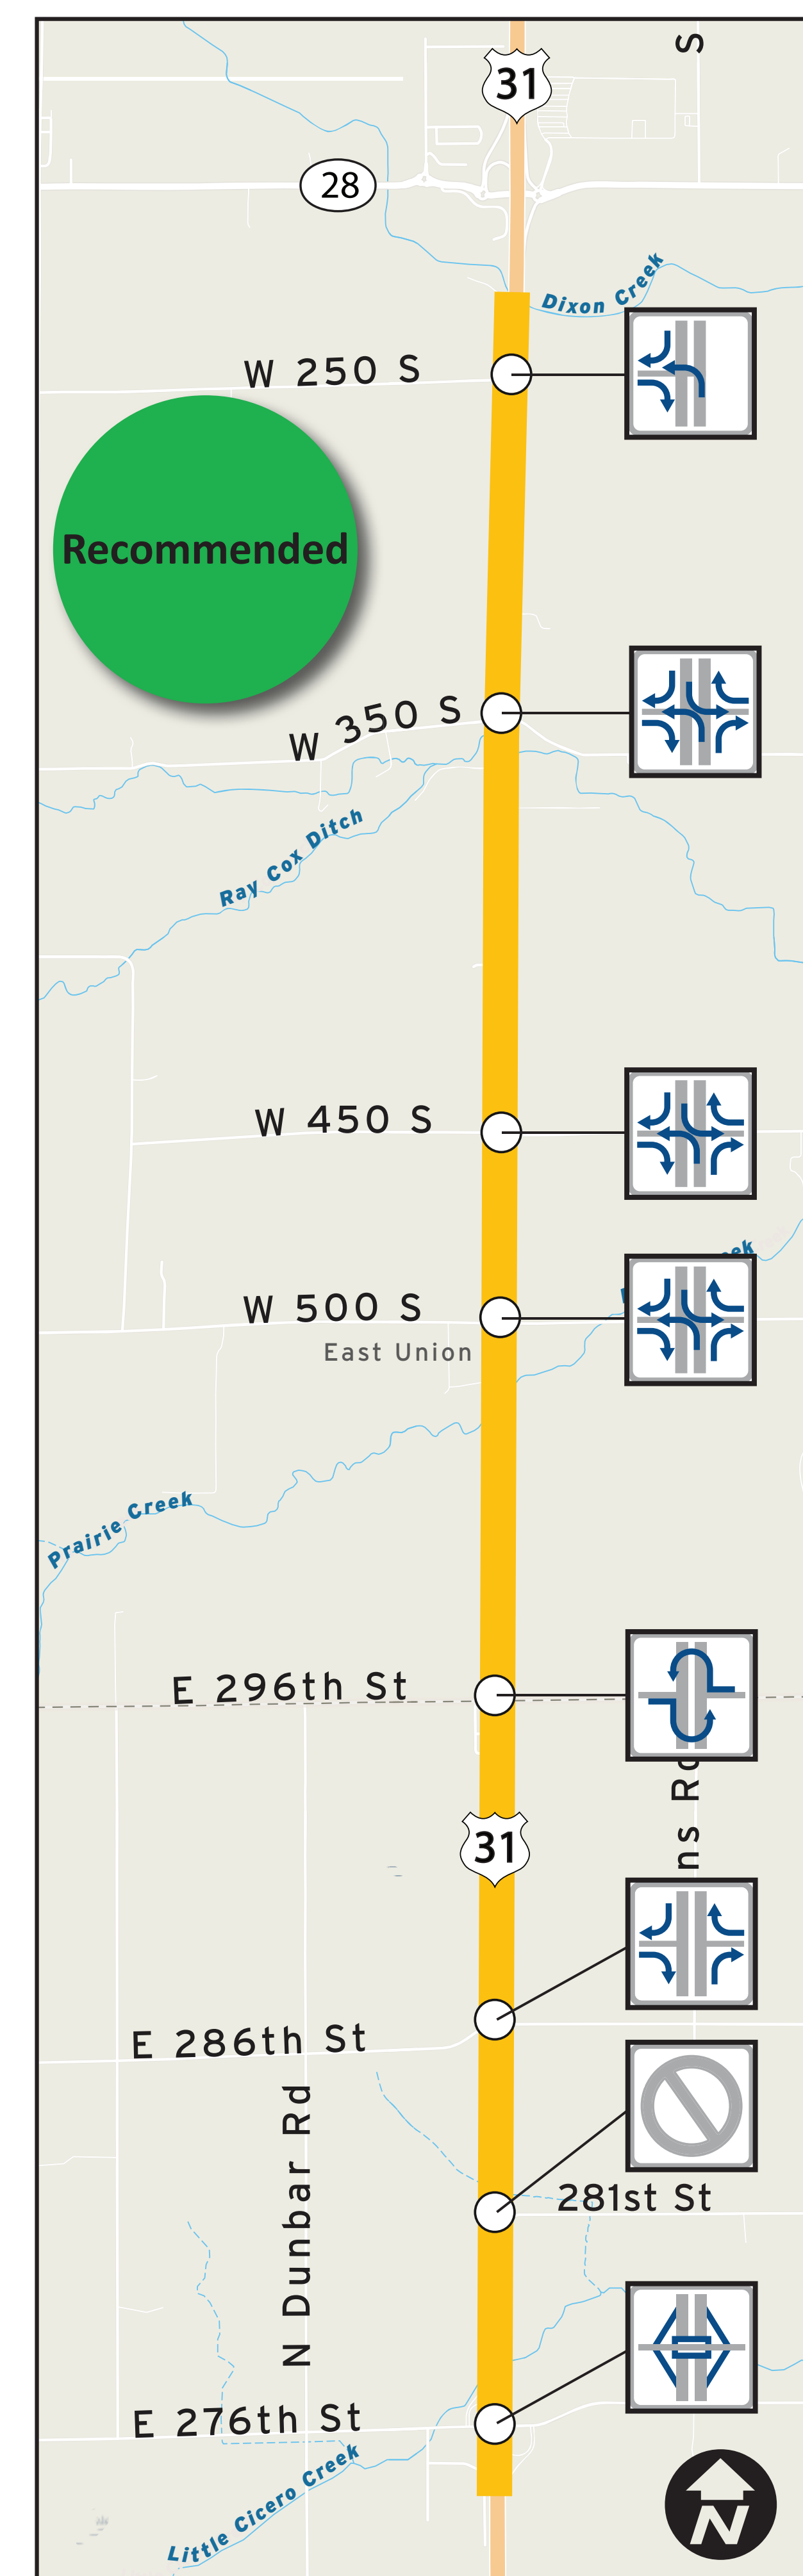 S
31
28
Dixon Creek
W 250 S
Recommended
W 350 S
Ray Cox Ditch
W 450 S
W 500 S
East Union
Prairie Creek
E 296th St
31
E 286th St
N Dunbar Rd
281st St
E 276th St
Little Cicero Creek
N